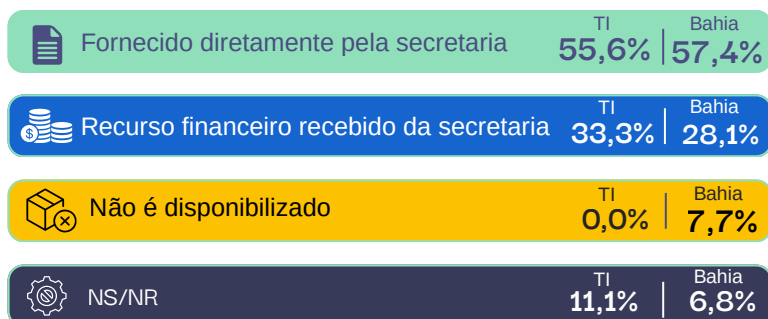 TI Bahia
Fornecido diretamente pela secretaria 55,6% 57,4%
TI Bahia
$ Recurso financeiro recebido da secretaria 33,3% 28,1%
TI Bahia
Não é disponibilizado 0,0% 7,7%
TI Bahia
NS/NR 11,1% 6,8%